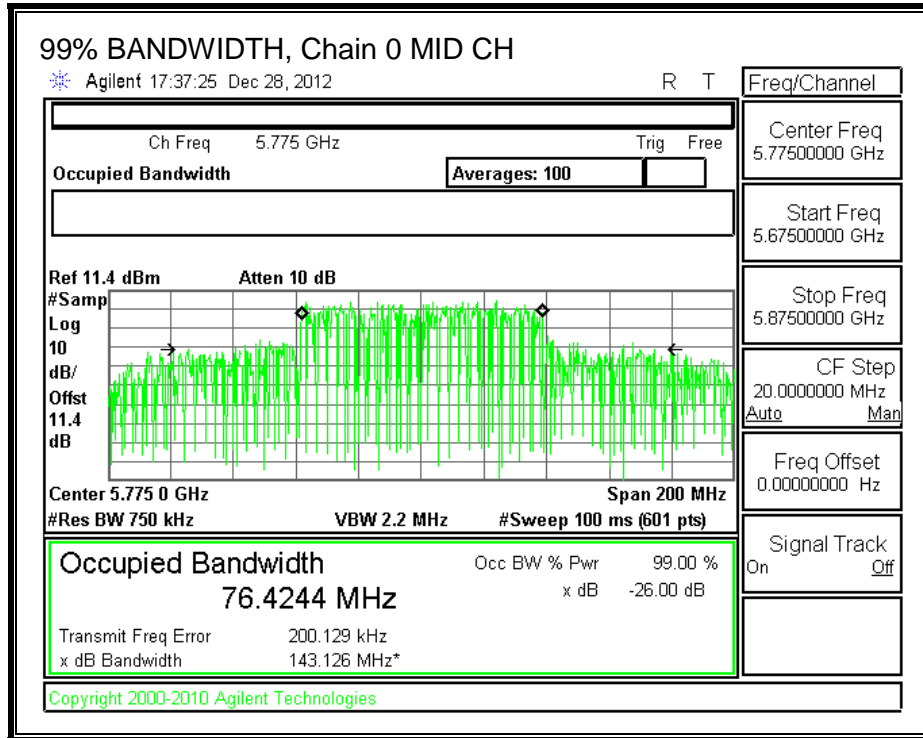 99% BANDWIDTH, Chain 0 MID CH
Agilent 17:37:25 Dec 28, 2012 R T
Freq/Channel
Ch Freq 5.775 GHz Trig Free
Occupied Bandwidth Averages: 100
Center Freq
5.77500000 GHz
Start Freq
5.67500000 GHz
Stop Freq
5.87500000 GHz
CF Step
20.0000000 MHz
Auto Man
Freq Offset
0.00000000 Hz
Signal Track
On Off
Ref 11.4 dBm Atten 10 dB
#Samp
Log
10
dB/
Offst
11.4
dB
Center 5.775 0 GHz Span 200 MHz
#Res BW 750 kHz VBW 2.2 MHz #Sweep 100 ms (601 pts)
Occupied Bandwidth Occ BW % Pwr 99.00 %
76.4244 MHz x dB -26.00 dB
Transmit Freq Error 200.129 kHz
x dB Bandwidth 143.126 MHz*
Copyright 2000-2010 Agilent Technologies